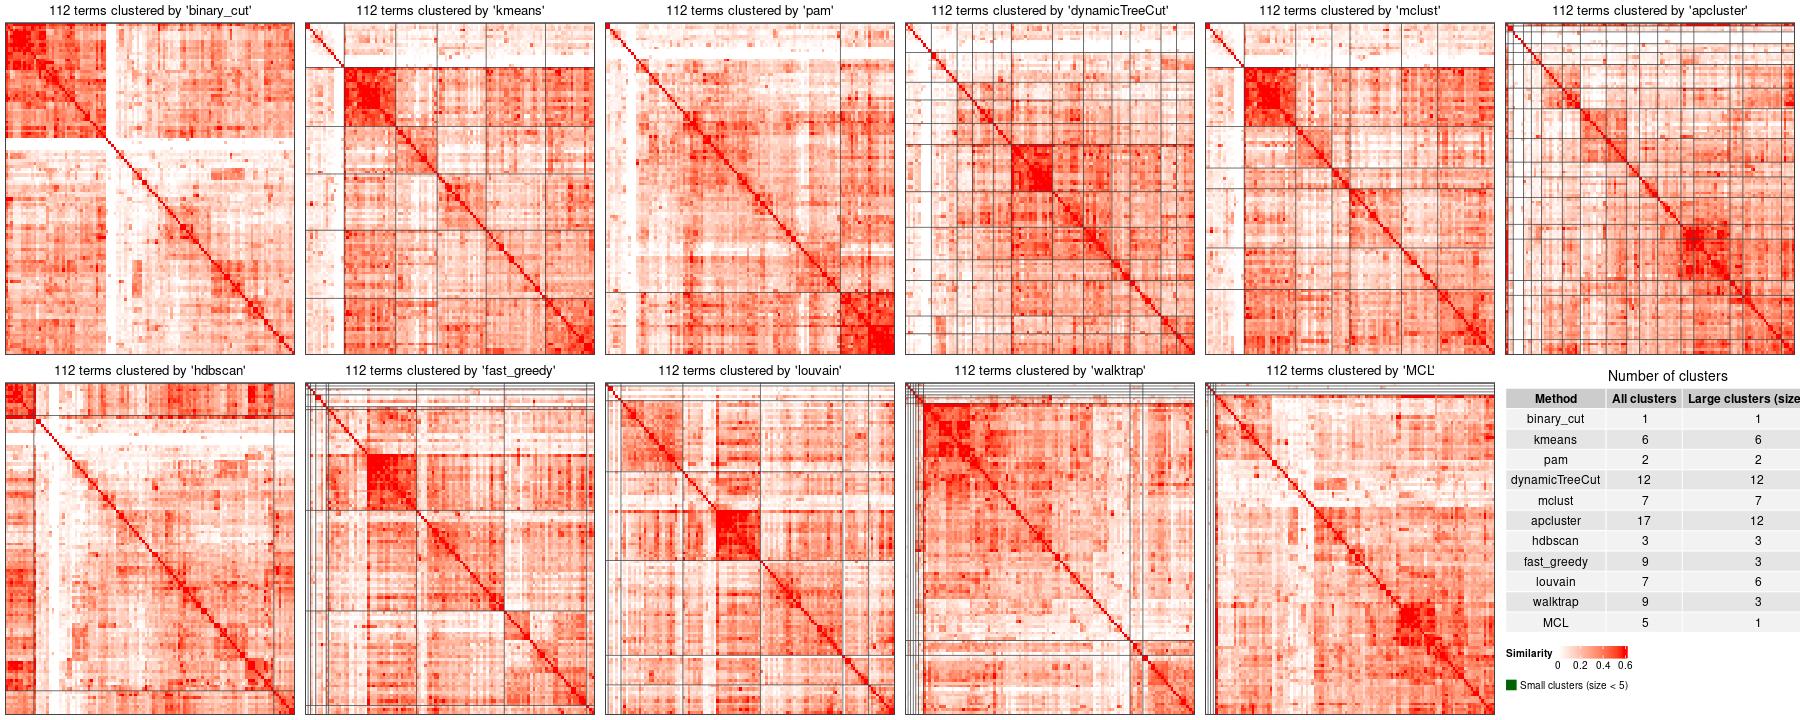 112 terms clustered by 'binary_cut'
112 terms clustered by 'kmeans'
112 terms clustered by 'pam'
112 terms clustered by 'dynamicTreeCut'
112 terms clustered by 'mclust'
112 terms clustered by 'apcluster'
112 terms clustered by 'hdbscan'
112 terms clustered by 'fast_greedy'
112 terms clustered by 'louvain'
112 terms clustered by 'walktrap'
112 terms clustered by 'MCL'
Number of clusters
Method All clusters Large clusters (size
binary_cut 1 1
kmeans 6 6
pam 2 2
dynamicTreeCut 12 12
mclust 7 7
apcluster 17 12
hdbscan 3 3
fast_greedy 9 3
louvain 7 6
walktrap 9 3
MCL 5 1
Similarity
0 0.2 0.4 0.6
Small clusters (size < 5)